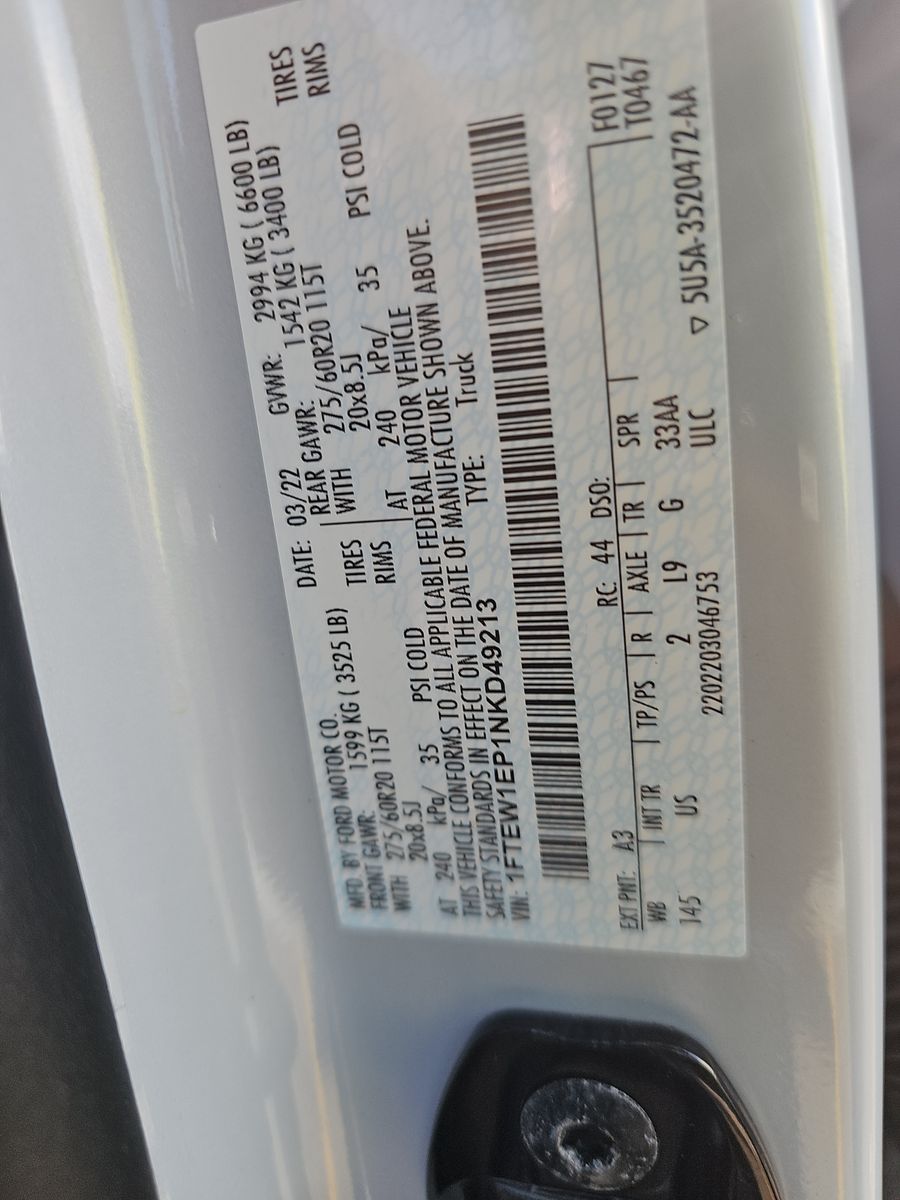 MFD. BY FORD MOTOR CO. DATE: 03/22 GVWR: 2994 KG ( 6600 LB)
FRONT GAWR: 1599 KG ( 3525 LB) REAR GAWR: 1542 KG ( 3400 LB)
WITH 275/60R20 115T TIRES WITH 275/60R20 115T TIRES
20x8.5J RIMS 20x8.5J RIMS
AT 240 kPa/ 35 PSI COLD AT 240 kPa/ 35 PSI COLD
THIS VEHICLE CONFORMS TO ALL APPLICABLE FEDERAL MOTOR VEHICLE
SAFETY STANDARDS IN EFFECT ON THE DATE OF MANUFACTURE SHOWN ABOVE.
VIN: 1FTEW1EP1NKD49213 TYPE: Truck
F0127
EXT PNT: A3 RC: 44 DSO: T0467
WB INT TR TP/PS R AXLE TR SPR
145 US 2 L9 G 33AA
2202203046753 ULC ▽ 5U5A-3520472-AA